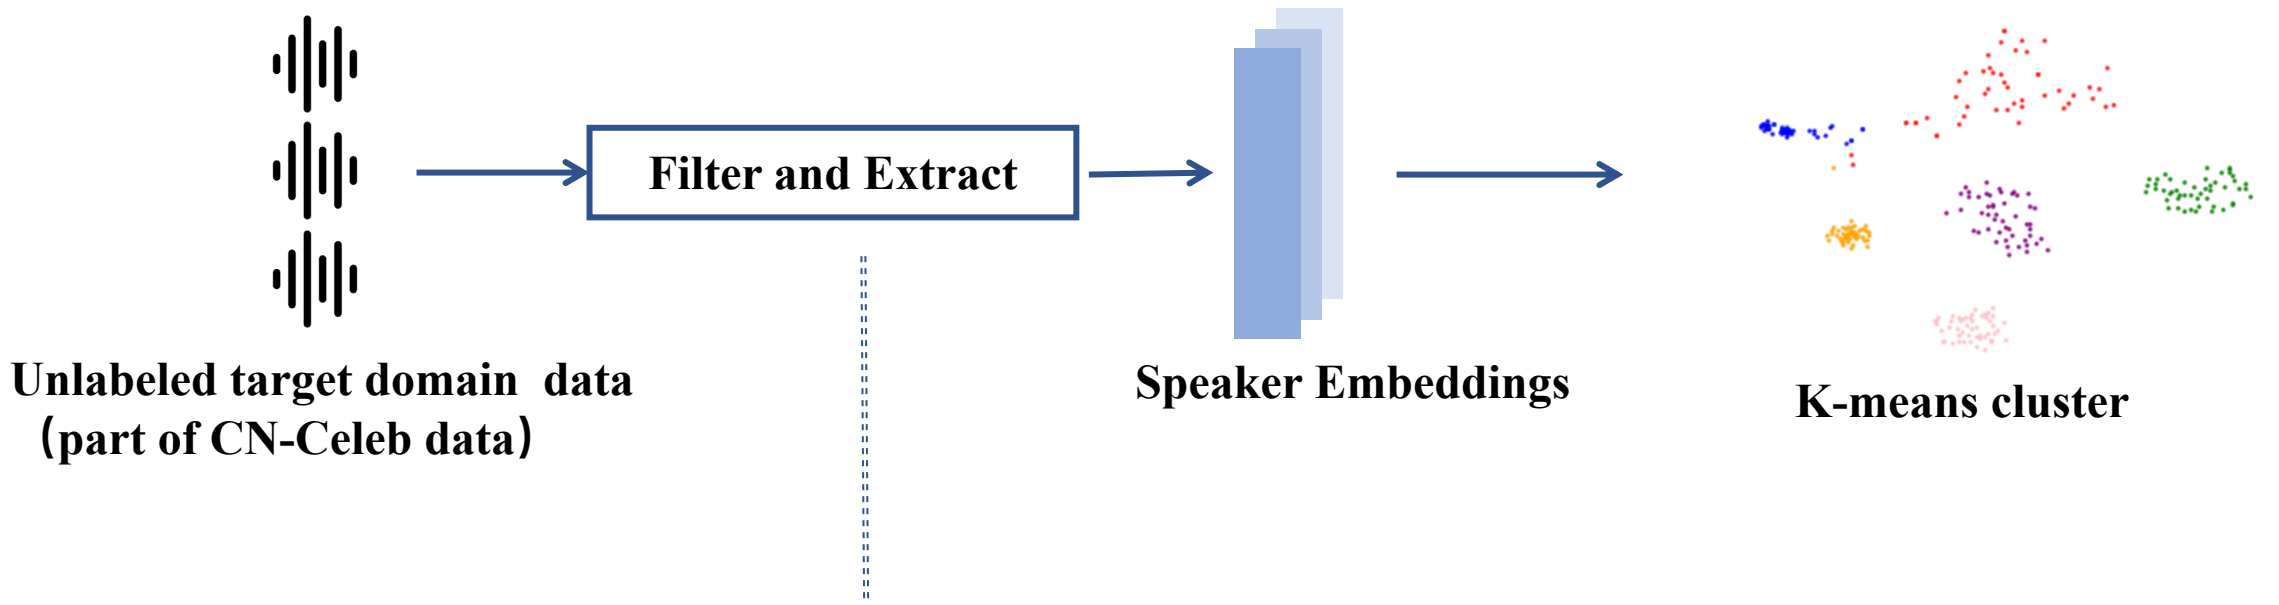 Filter and Extract
Unlabeled target domain data
(part of CN-Celeb data)
Speaker Embeddings
K-means cluster